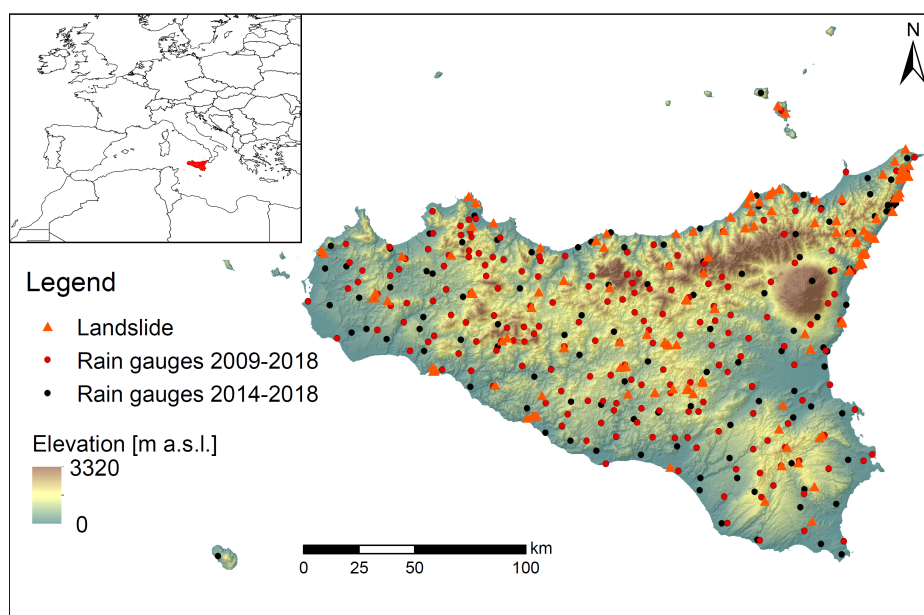 N
Legend
Landslide
Rain gauges 2009-2018
Rain gauges 2014-2018
Elevation [m a.s.l.]
3320
0
km
0 25 50 100